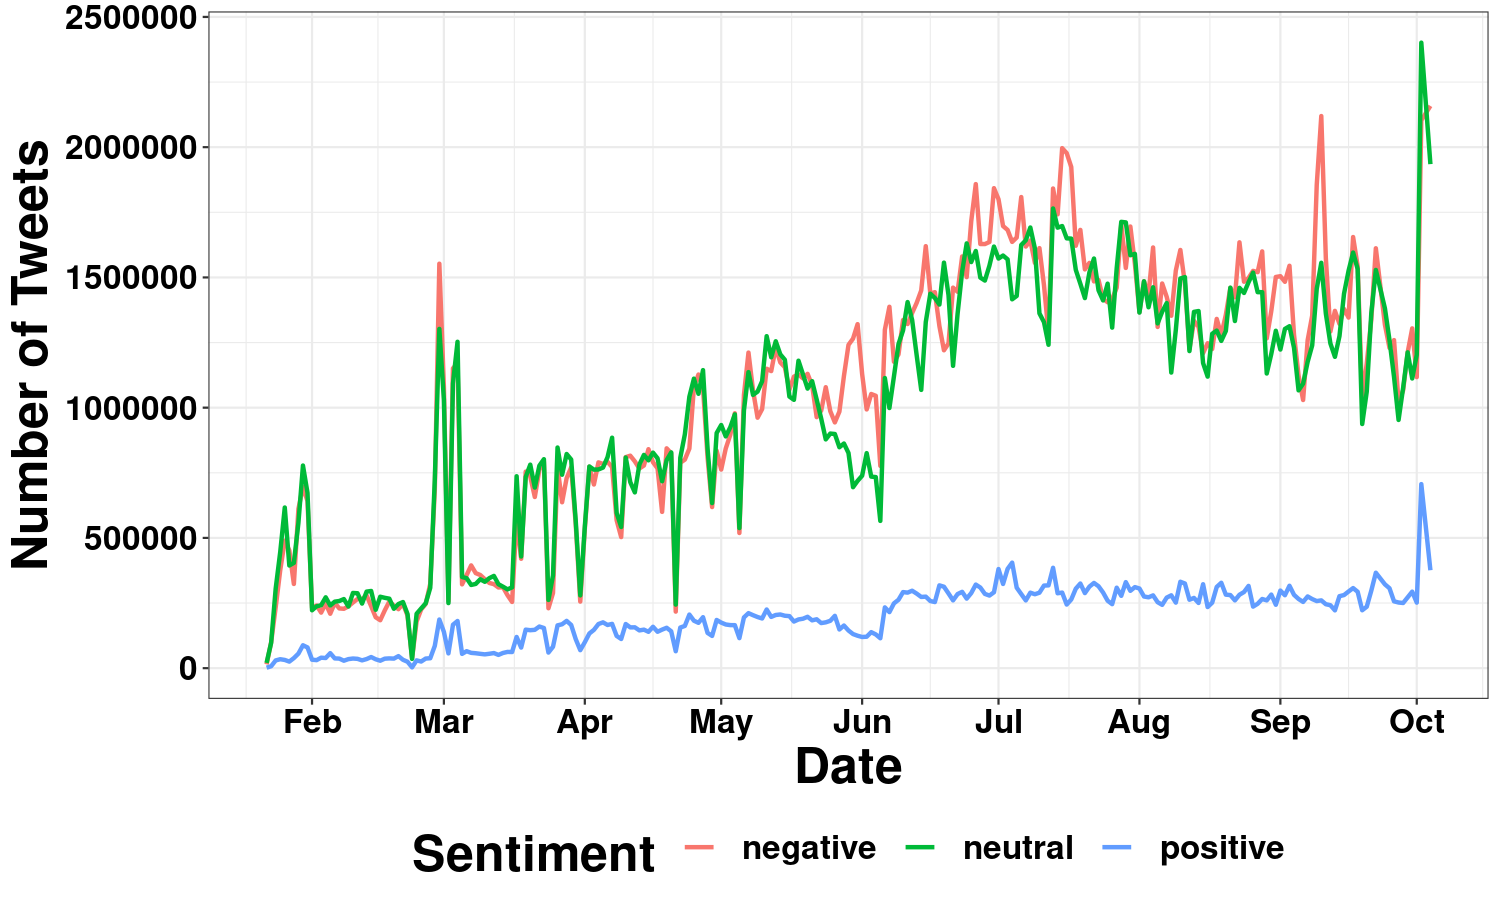 2500000
2000000
1500000
1000000
500000
0
Number of Tweets
Feb Mar Apr May Jun Jul Aug Sep Oct
Date
Sentiment negative neutral positive